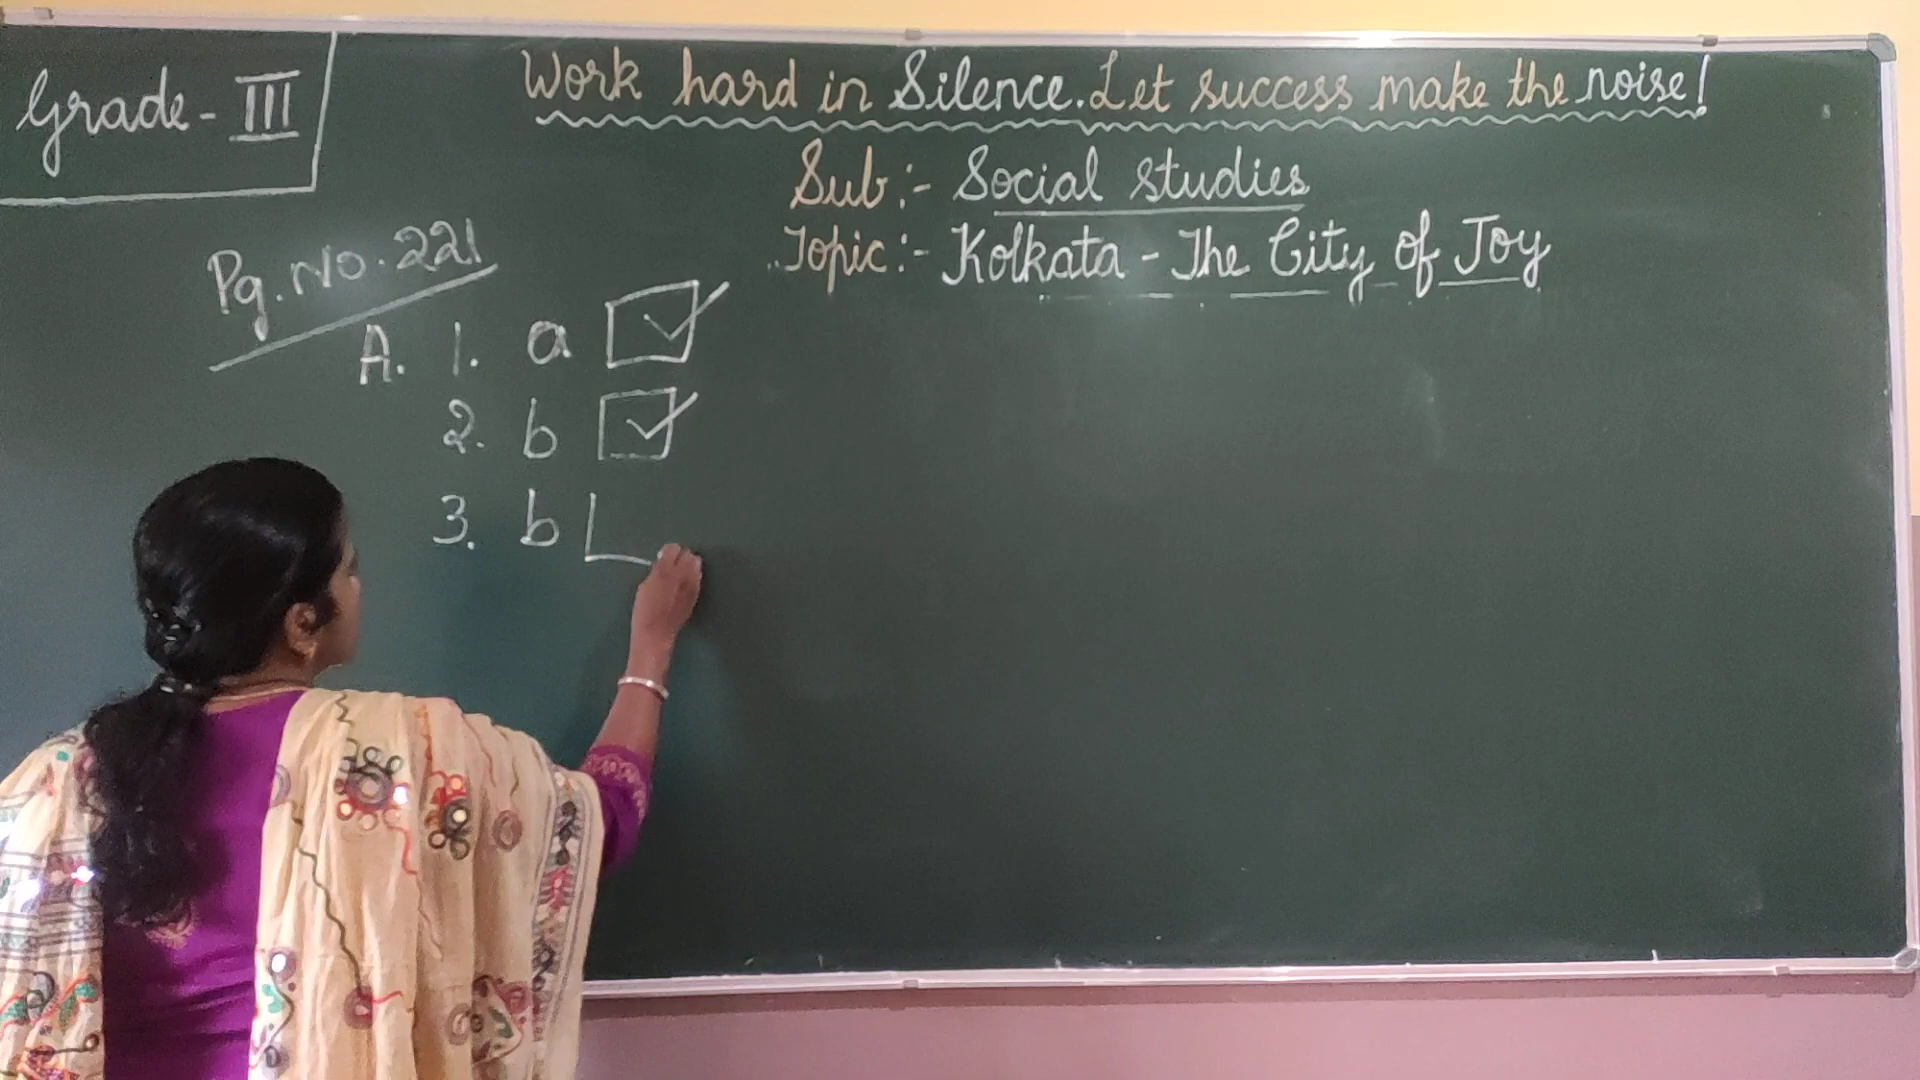 Grade - III
Work hard in Silence. Let success make the noise!
Sub:- Social studies
Topic:- Kolkata - The City of Joy
Pg. No. 221
A. 1. a ☑
2. b ☑
3. b